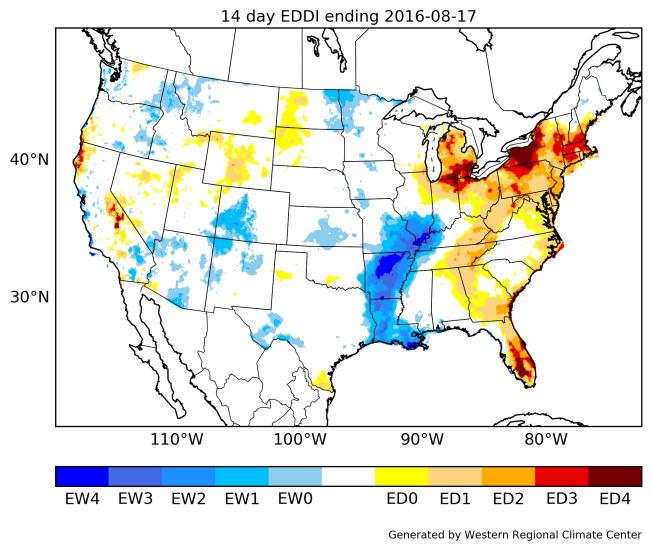 14 day EDDI ending 2016-08-17
40°N
30°N
110°W 100°W 90°W 80°W
EW4 EW3 EW2 EW1 EW0 ED0 ED1 ED2 ED3 ED4
Generated by Western Regional Climate Center